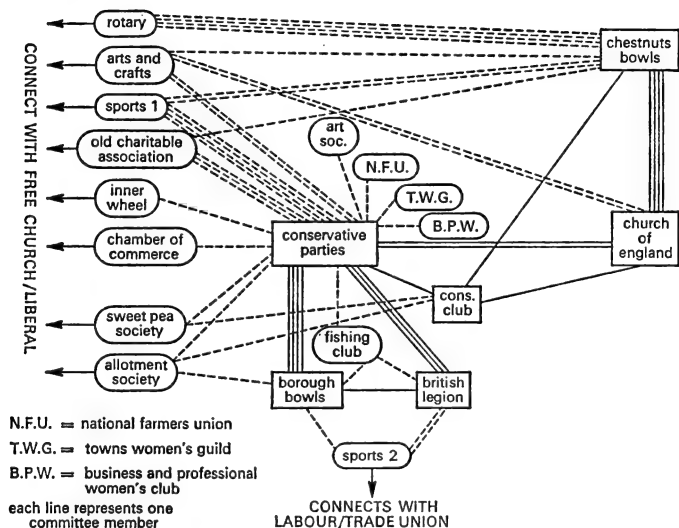 rotary
chestnuts
bowls
arts and
crafts
sports 1
old charitable
association
art
soc.
N.F.U.
T.W.G.
B.P.W.
inner
wheel
conservative
parties
church
of
england
chamber of
commerce
cons.
club
sweet pea
society
fishing
club
allotment
society
borough
bowls
british
legion
sports 2
CONNECT WITH FREE CHURCH/LIBERAL
N.F.U. = national farmers union
T.W.G. = towns women's guild
B.P.W. = business and professional
women's club
each line represents one
committee member
CONNECTS WITH
LABOUR/TRADE UNION